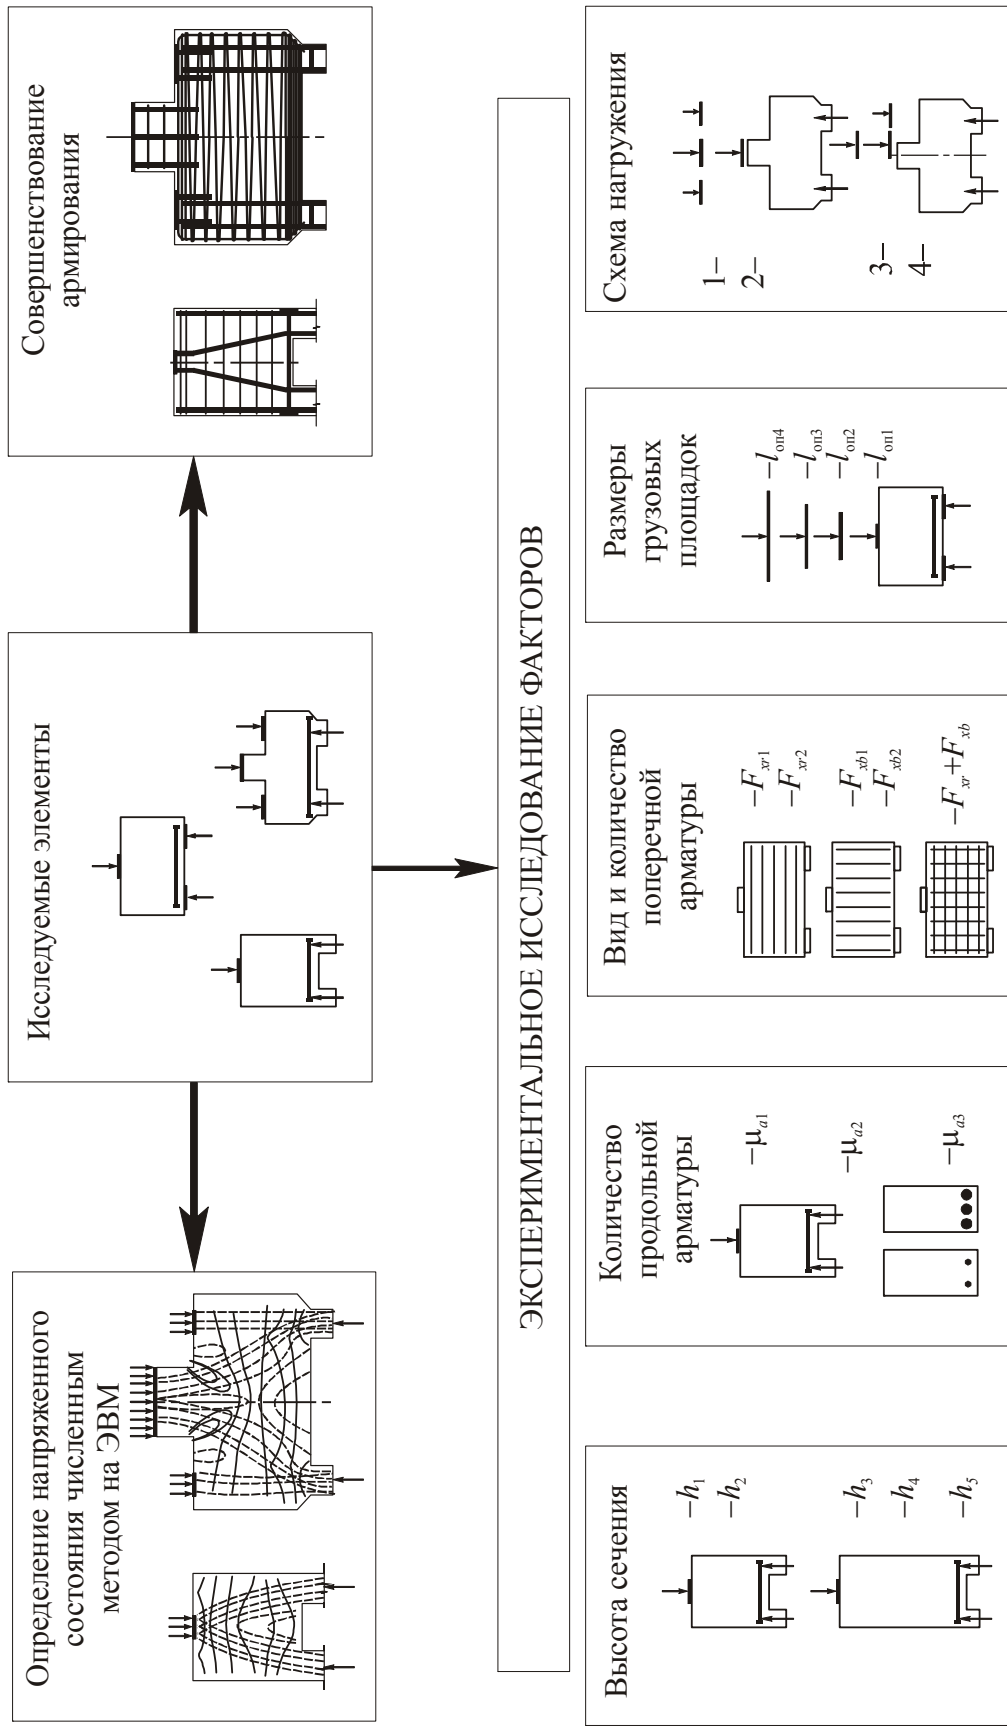 Определение напряженного
состояния численным
методом на ЭВМ
Исследуемые элементы
Совершенствование
армирования
ЭКСПЕРИМЕНТАЛЬНОЕ ИССЛЕДОВАНИЕ ФАКТОРОВ
Высота сечения
–h₁
–h₂
–h₃
–h₄
–h₅
Количество
продольной
арматуры
–μₐ₁
–μₐ₂
–μₐ₃
Вид и количество
поперечной
арматуры
–Fxr1
–Fxr2
–Fxb1
–Fxb2
–Fxr+Fxb
Размеры
грузовых
площадок
–lоп4
–lоп3
–lоп2
–lоп1
Схема нагружения
1–
2–
3–
4–